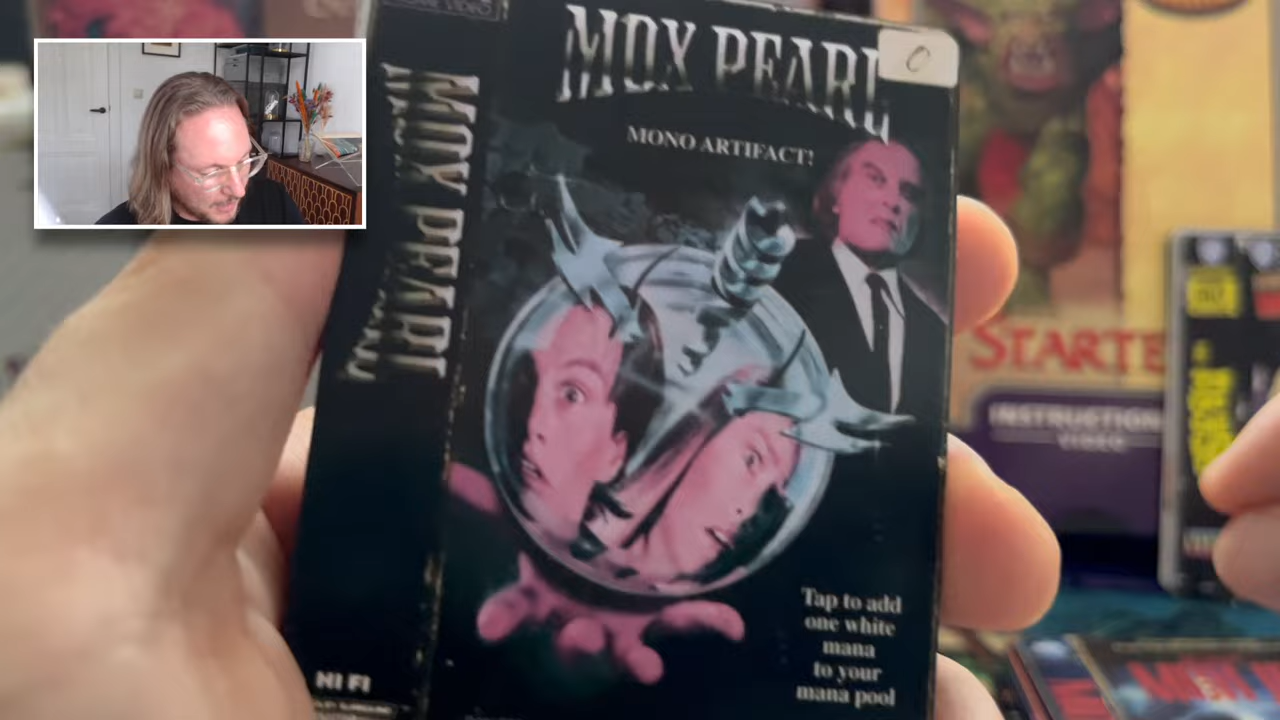 MOX PEARL
0
MONO ARTIFACT!
MOX PEARL
Tap to add
one white
mana
to your
mana pool
HI FI
STARTE
INSTRUCTION
VIDEO